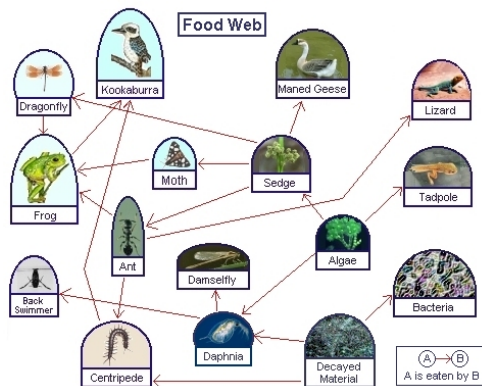 Food Web
Kookaburra
Maned Geese
Lizard
Dragonfly
Moth
Sedge
Tadpole
Frog
Ant
Algae
Damselfly
Back
Swimmer
Bacteria
Daphnia
Decayed
Material
Centripede
A B
A is eaten by B